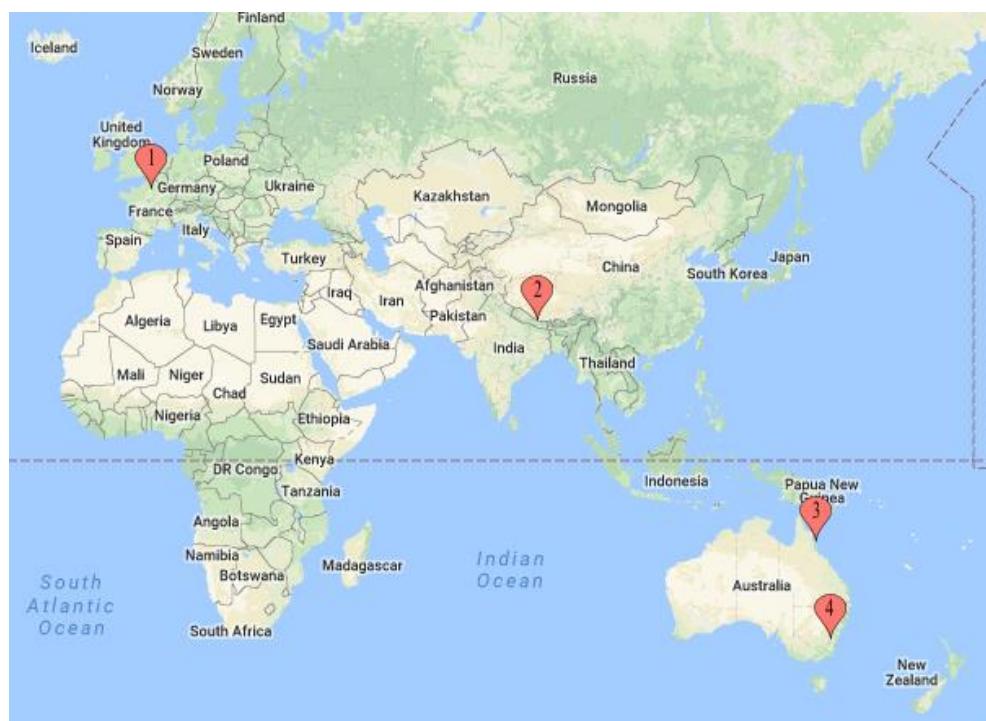 Finland
Iceland
Sweden
Russia
Norway
United
Kingdom
1
Poland
Germany
Ukraine
Kazakhstan
Mongolia
France
Italy
Spain
Turkey
China
Japan
South Korea
Afghanistan
Iraq
Iran
2
Pakistan
Algeria
Libya
Egypt
Saudi Arabia
India
Thailand
Mali
Niger
Sudan
Chad
Nigeria
Ethiopia
Kenya
DR Congo
Indonesia
Papua New
Guinea
Tanzania
3
Angola
Namibia
Botswana
Madagascar
Indian
Ocean
South
Atlantic
Ocean
Australia
4
South Africa
New
Zealand